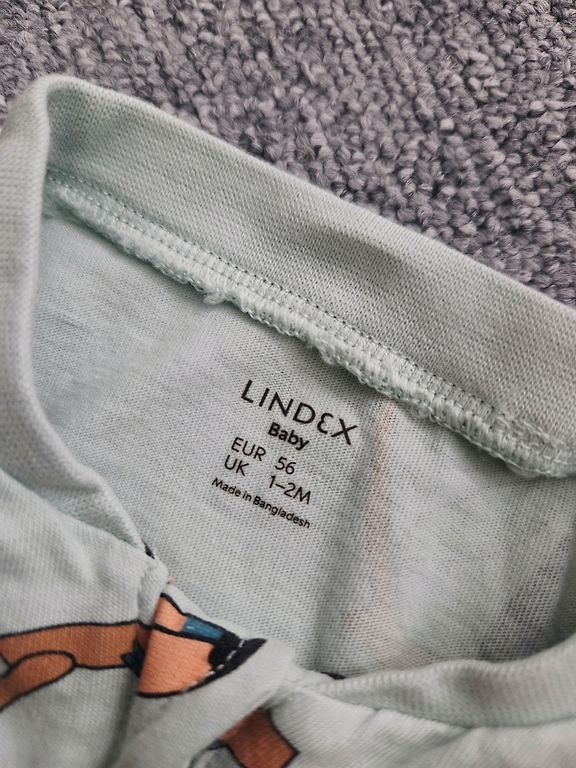 LINDEX
Baby
EUR 56
UK 1–2M
Made in Bangladesh